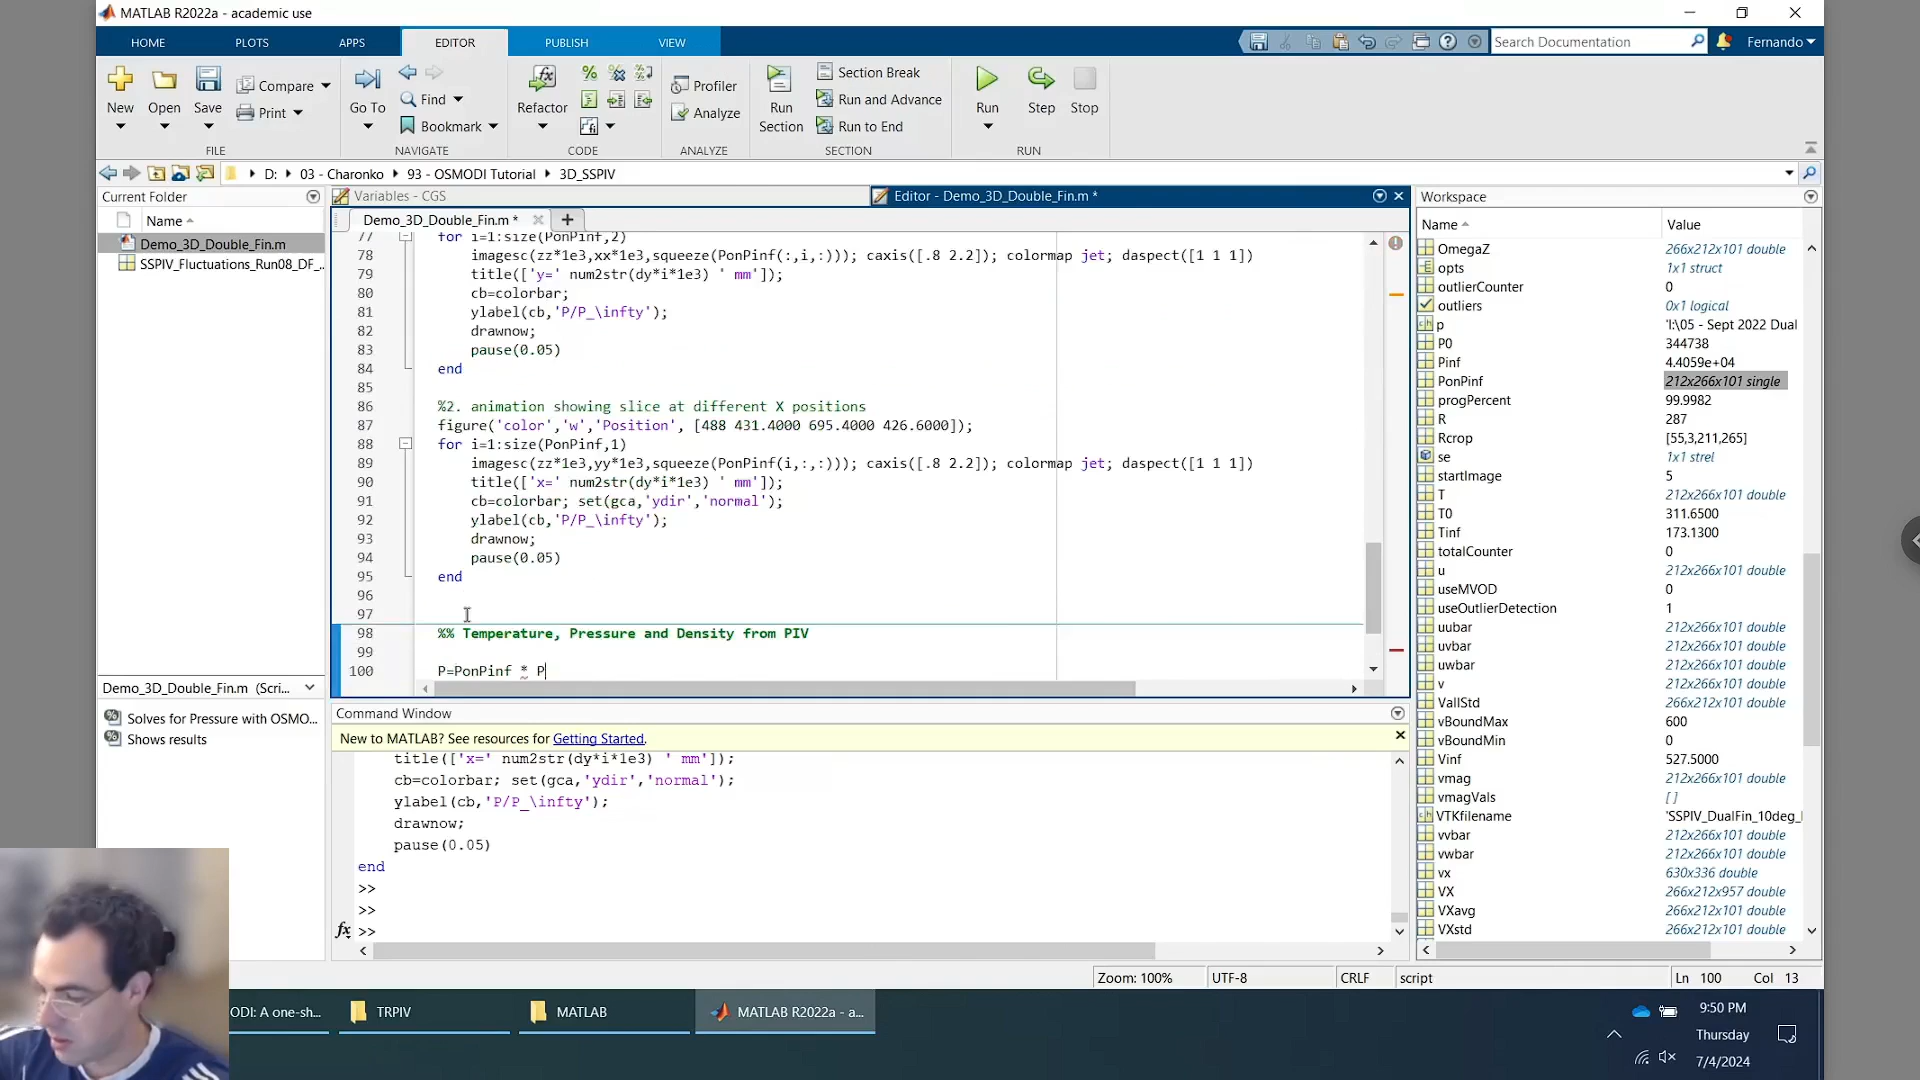 MATLAB R2022a - academic use
HOME PLOTS APPS EDITOR PUBLISH VIEW
Search Documentation
Fernando
New
Open
Save
Compare
Print
Go To
Find
Bookmark
Refactor
Profiler
Analyze
Run Section
Section Break
Run and Advance
Run to End
Run
Step
Stop
FILE NAVIGATE CODE ANALYZE SECTION RUN
D: 03 - Charonko 93 - OSMODI Tutorial 3D_SSPIV
Current Folder
Name
Demo_3D_Double_Fin.m
SSPIV_Fluctuations_Run08_DF_...
Demo_3D_Double_Fin.m (Scri...
Solves for Pressure with OSMO...
Shows results
Variables - CGS
Editor - Demo_3D_Double_Fin.m *
Demo_3D_Double_Fin.m *
77 for i=1:size(PonPinf,2)
78 imagesc(zz*1e3,xx*1e3,squeeze(PonPinf(:,i,:))); caxis([.8 2.2]); colormap jet; daspect([1 1 1])
79 title(['y=' num2str(dy*i*1e3) ' mm']);
80 cb=colorbar;
81 ylabel(cb,'P/P_\infty');
82 drawnow;
83 pause(0.05)
84 end
85
86 %2. animation showing slice at different X positions
87 figure('color','w','Position', [488 431.4000 695.4000 426.6000]);
88 for i=1:size(PonPinf,1)
89 imagesc(zz*1e3,yy*1e3,squeeze(PonPinf(i,:,:))); caxis([.8 2.2]); colormap jet; daspect([1 1 1])
90 title(['x=' num2str(dy*i*1e3) ' mm']);
91 cb=colorbar; set(gca,'ydir','normal');
92 ylabel(cb,'P/P_\infty');
93 drawnow;
94 pause(0.05)
95 end
96
97
98 %% Temperature, Pressure and Density from PIV
99
100 P=PonPinf * P
Command Window
New to MATLAB? See resources for Getting Started.
title(['x=' num2str(dy*i*1e3) ' mm']);
cb=colorbar; set(gca,'ydir','normal');
ylabel(cb,'P/P_\infty');
drawnow;
pause(0.05)
end
>>
>>
fx >>
Workspace
Name Value
OmegaZ 266x212x101 double
opts 1x1 struct
outlierCounter 0
outliers 0x1 logical
p 'I:\05 - Sept 2022 Dual
P0 344738
Pinf 4.4059e+04
PonPinf 212x266x101 single
progPercent 99.9982
R 287
Rcrop [55,3,211,265]
se 1x1 strel
startImage 5
T 212x266x101 double
T0 311.6500
Tinf 173.1300
totalCounter 0
u 212x266x101 double
useMVOD 0
useOutlierDetection 1
uubar 212x266x101 double
uvbar 212x266x101 double
uwbar 212x266x101 double
v 212x266x101 double
VallStd 266x212x101 double
vBoundMax 600
vBoundMin 0
Vinf 527.5000
vmag 212x266x101 double
vmagVals []
VTKfilename 'SSPIV_DualFin_10deg_
vvbar 212x266x101 double
vwbar 212x266x101 double
vx 630x336 double
VX 266x212x957 double
VXavg 266x212x101 double
VXstd 266x212x101 double
Zoom: 100% UTF-8 CRLF script Ln 100 Col 13
ODI: A one-sh...
TRPIV
MATLAB
MATLAB R2022a - a...
9:50 PM
Thursday
7/4/2024